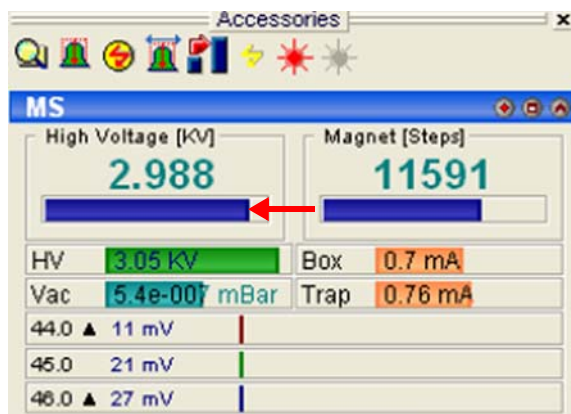 Accessories
MS
High Voltage [KV] Magnet [Steps]
2.988 11591
HV 3.05 KV Box 0.7 mA
Vac 5.4e-007 mBar Trap 0.76 mA
44.0 ▲ 11 mV
45.0 21 mV
46.0 ▲ 27 mV